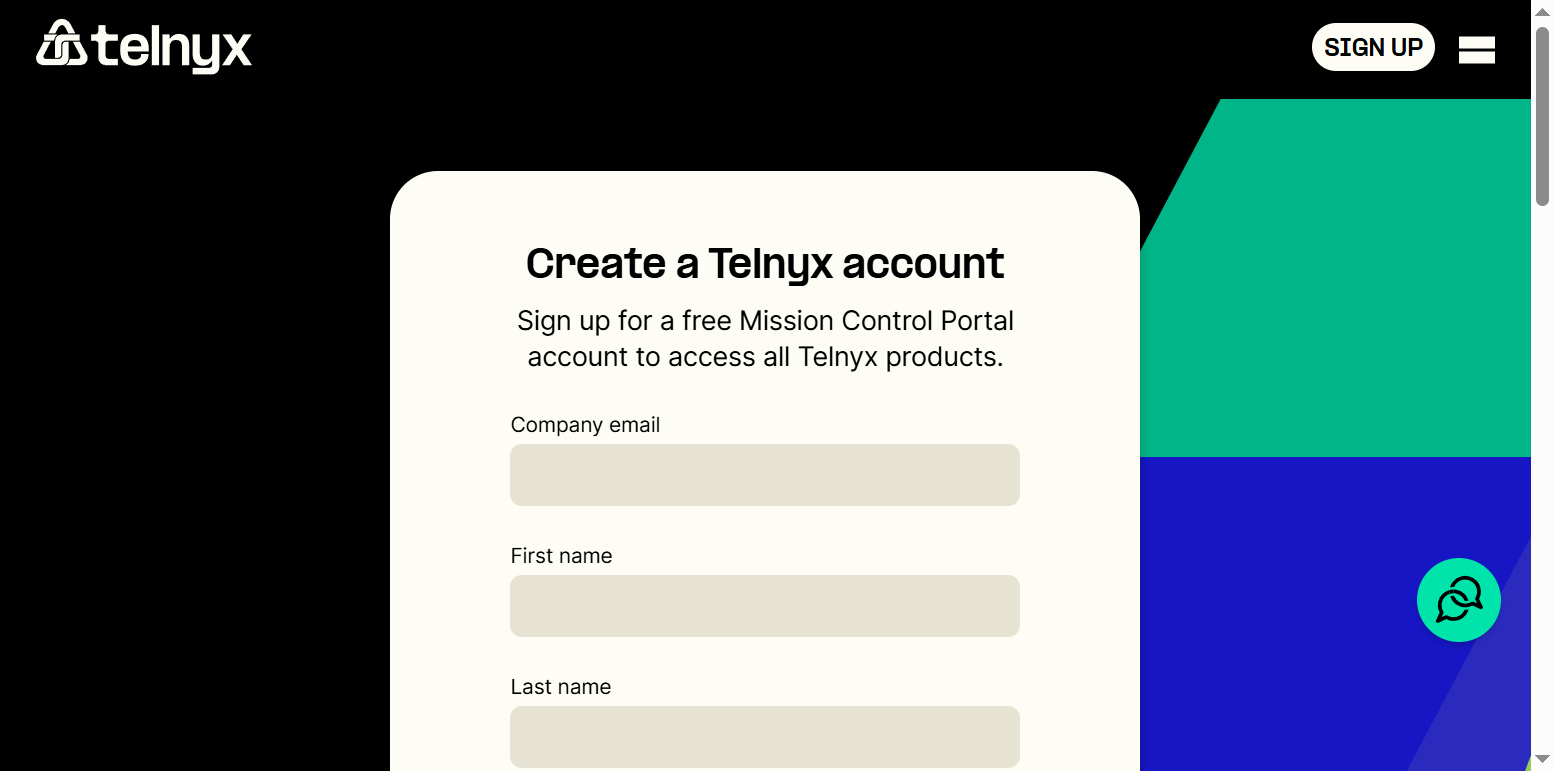 telnyx
SIGN UP
Create a Telnyx account
Sign up for a free Mission Control Portal
account to access all Telnyx products.
Company email
First name
Last name